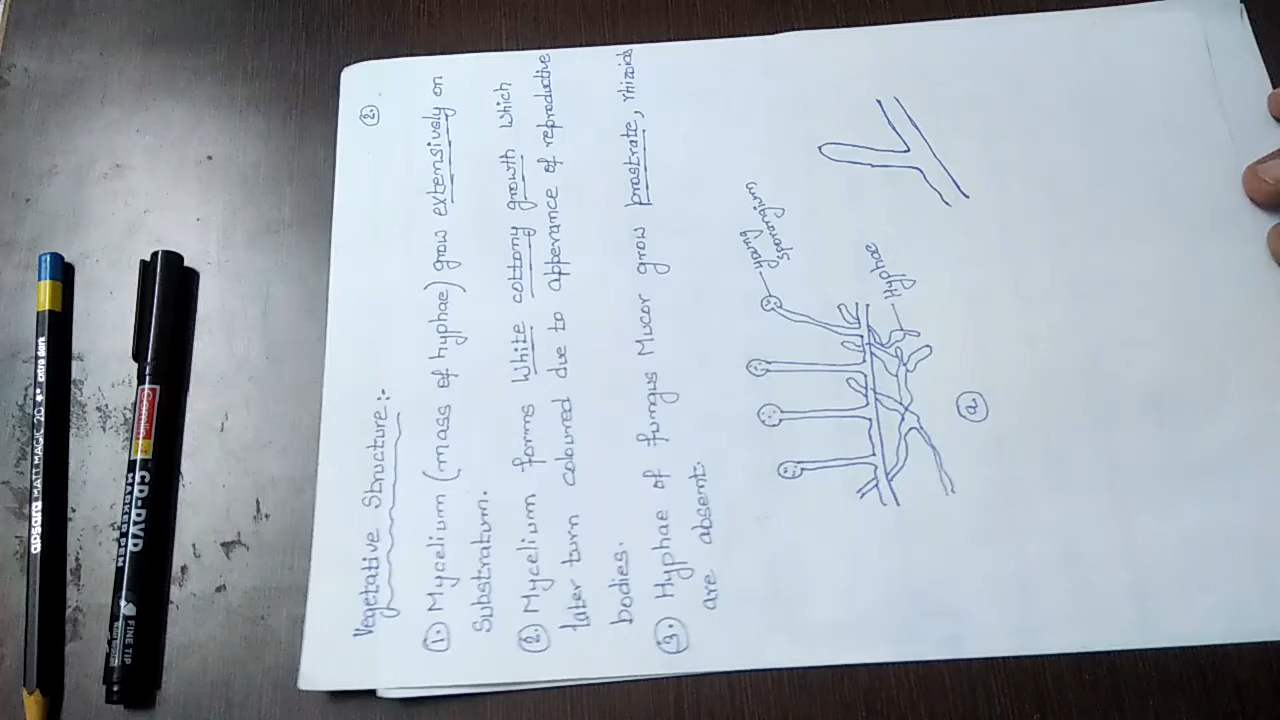 2.
Vegetative Structure:-
1. Mycelium (mass of hyphae) grow extensively on
Substratum.
2. Mycelium forms White cottony growth which
later turn coloured due to apperance of reproductive
bodies.
3. Hyphae of fungus Mucor grow prostrate, rhizoids
are absent.
young
sporangium
Hyphae
a.
apsara MATT MAGIC 2.0 extra dark
Camlin
CD-DVD
MARKER PEN
FINE TIP